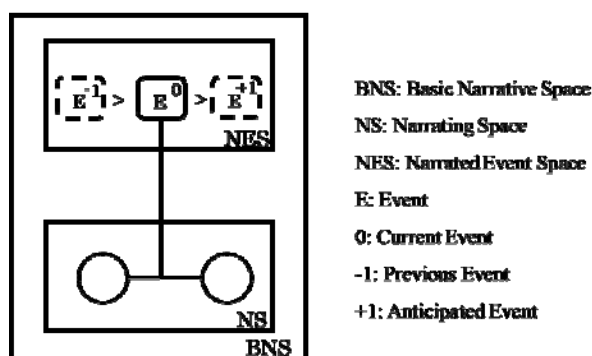 E-1 > E0 > E+1
NES
NS
BNS
BNS: Basic Narrative Space
NS: Narrating Space
NES: Narrated Event Space
E: Event
0: Current Event
-1: Previous Event
+1: Anticipated Event